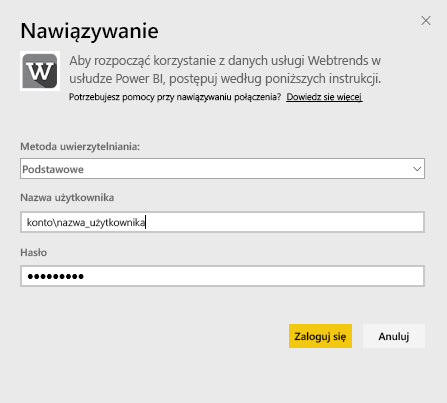 Nawiązywanie
W
Aby rozpocząć korzystanie z danych usługi Webtrends w
usłudze Power BI, postępuj według poniższych instrukcji.
Potrzebujesz pomocy przy nawiązywaniu połączenia? Dowiedz się więcej
Metoda uwierzytelniania:
Podstawowe
Nazwa użytkownika
konto\nazwa_użytkownika
Hasło
●●●●●●●●●
Zaloguj się
Anuluj